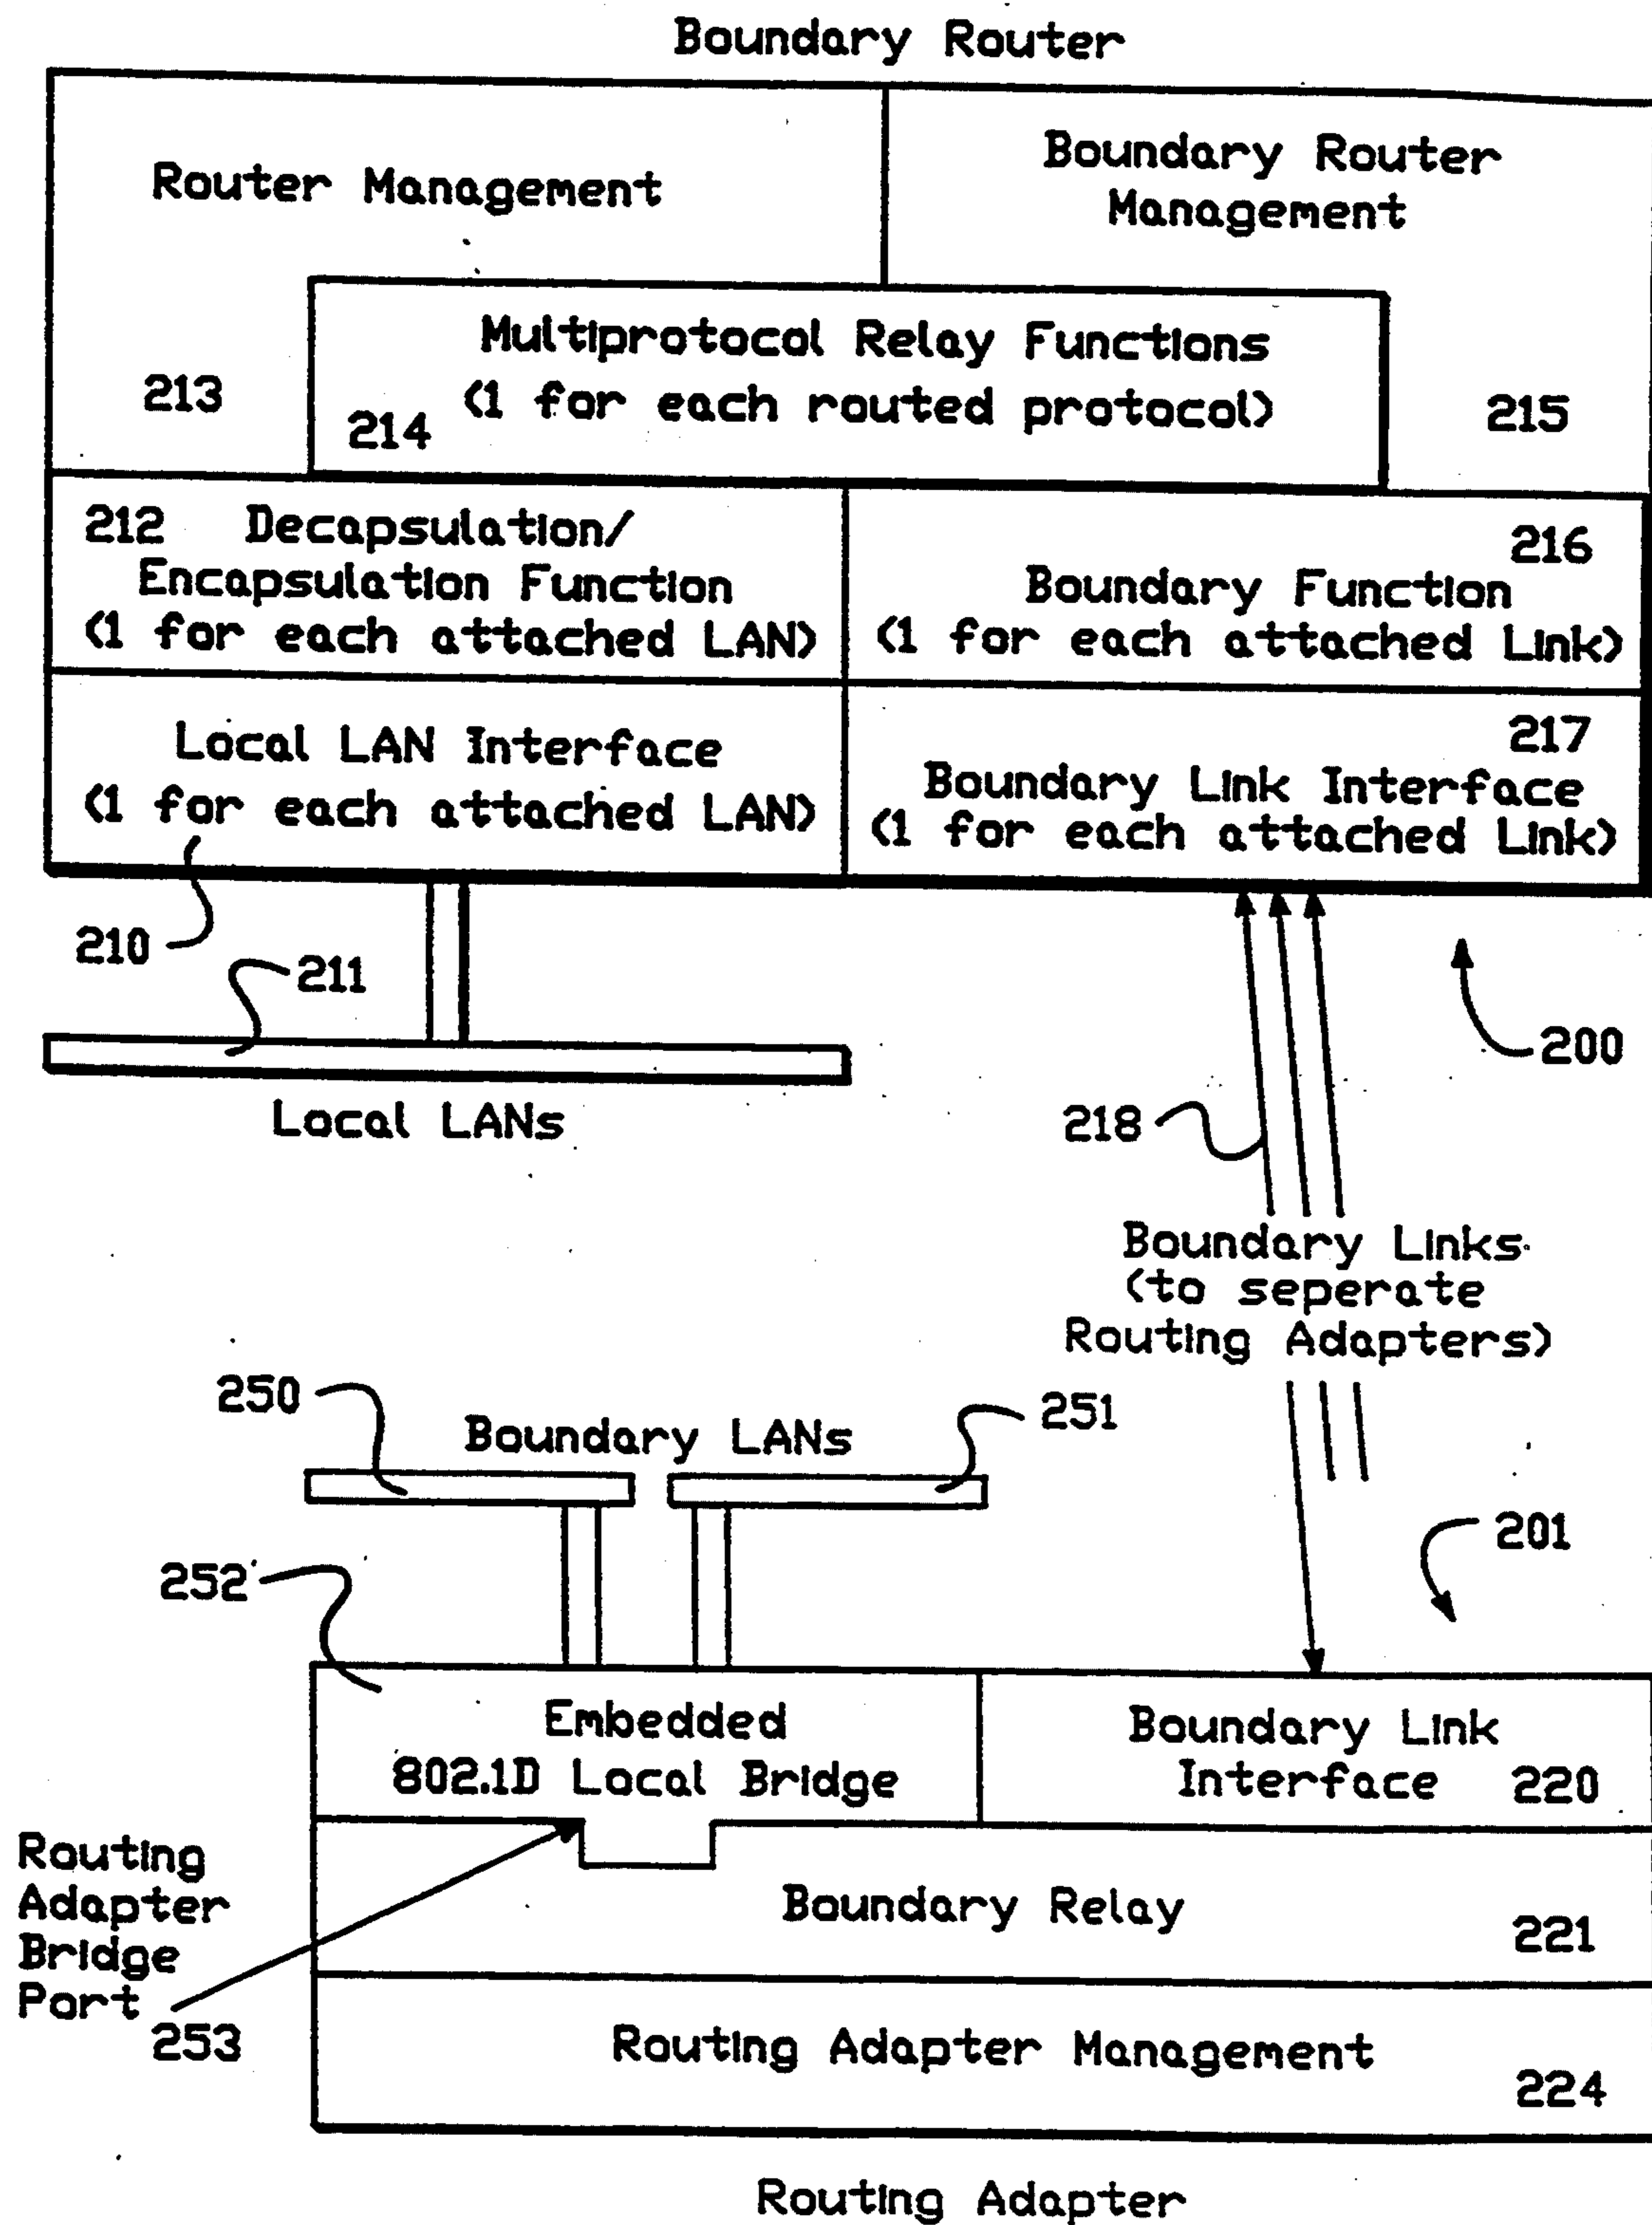 Boundary Router
Router Management
Boundary Router
Management
Multiprotocol Relay Functions
(1 for each routed protocol)
213
214
215
212 Decapsulation/
Encapsulation Function
(1 for each attached LAN)
216
Boundary Function
(1 for each attached Link)
Local LAN Interface
(1 for each attached LAN)
217
Boundary Link Interface
(1 for each attached Link)
210
211
200
Local LANs
218
Boundary Links
(to seperate
Routing Adapters)
250
Boundary LANs
251
201
252
Embedded
802.1D Local Bridge
Boundary Link
Interface 220
Routing
Adapter
Bridge
Port
253
Boundary Relay
221
Routing Adapter Management
224
Routing Adapter